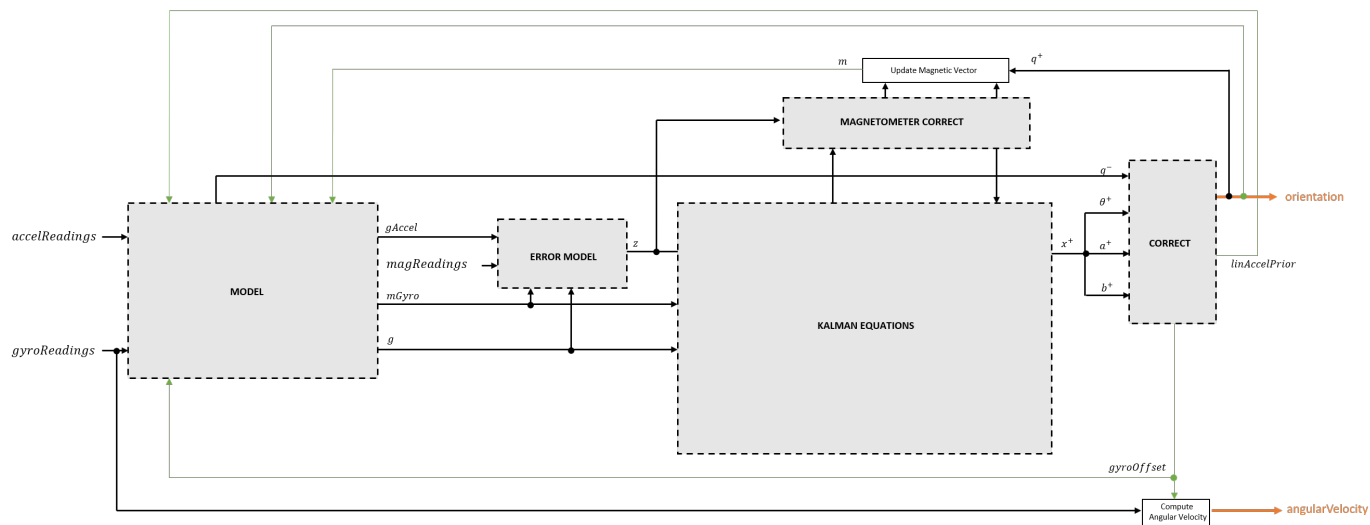 m
Update Magnetic Vector
q⁺
MAGNETOMETER CORRECT
q⁻
orientation
accelReadings
gAccel
ERROR MODEL
z
θ⁺
magReadings
x⁺
a⁺
CORRECT
linAccelPrior
MODEL
mGyro
b⁺
KALMAN EQUATIONS
gyroReadings
g
gyroOffset
Compute
Angular Velocity
angularVelocity